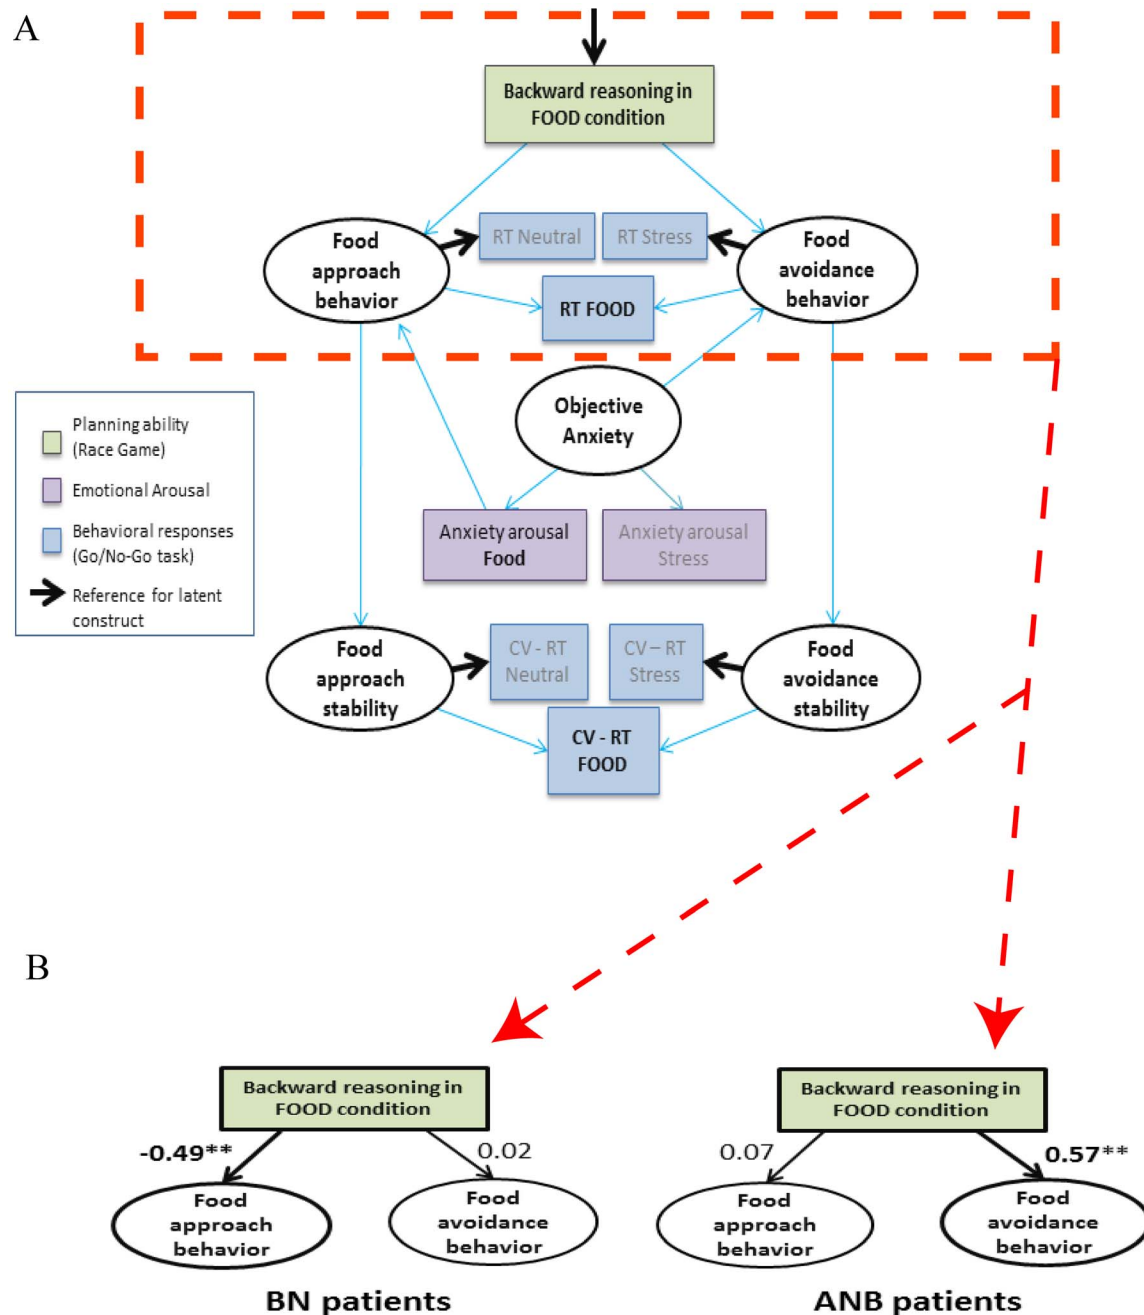 A
Backward reasoning in
FOOD condition
Food
approach
behavior
RT Neutral
RT Stress
Food
avoidance
behavior
RT FOOD
Objective
Anxiety
Planning ability
(Race Game)
Emotional Arousal
Behavioral responses
(Go/No-Go task)
Reference for latent
construct
Anxiety arousal
Food
Anxiety arousal
Stress
Food
approach
stability
CV - RT
Neutral
CV – RT
Stress
Food
avoidance
stability
CV - RT
FOOD
B
Backward reasoning in
FOOD condition
-0.49**
0.02
Food
approach
behavior
Food
avoidance
behavior
BN patients
Backward reasoning in
FOOD condition
0.07
0.57**
Food
approach
behavior
Food
avoidance
behavior
ANB patients